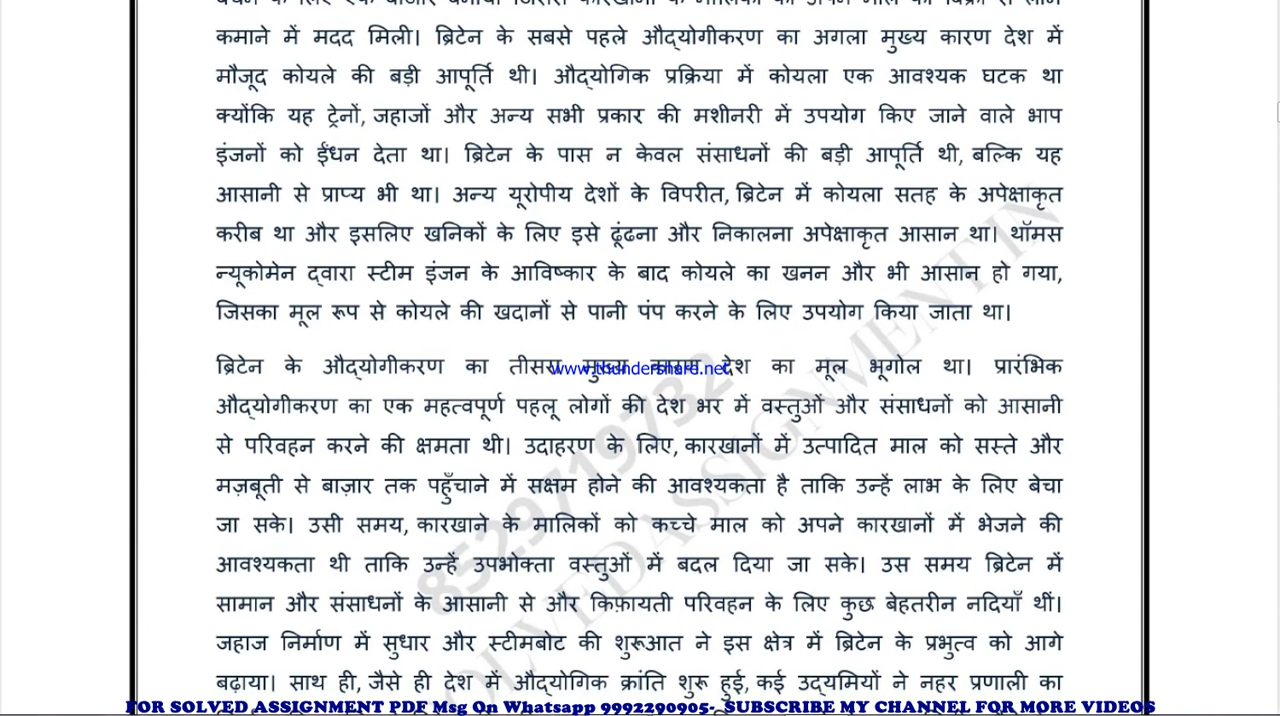 कमाने में मदद मिली। ब्रिटेन के सबसे पहले औद्योगीकरण का अगला मुख्य कारण देश में
मौजूद कोयले की बड़ी आपूर्ति थी। औद्योगिक प्रक्रिया में कोयला एक आवश्यक घटक था
क्योंकि यह ट्रेनों, जहाजों और अन्य सभी प्रकार की मशीनरी में उपयोग किए जाने वाले भाप
इंजनों को ईंधन देता था। ब्रिटेन के पास न केवल संसाधनों की बड़ी आपूर्ति थी, बल्कि यह
आसानी से प्राप्य भी था। अन्य यूरोपीय देशों के विपरीत, ब्रिटेन में कोयला सतह के अपेक्षाकृत
करीब था और इसलिए खनिकों के लिए इसे ढूंढना और निकालना अपेक्षाकृत आसान था। थॉमस
न्यूकोमेन द्वारा स्टीम इंजन के आविष्कार के बाद कोयले का खनन और भी आसान हो गया,
जिसका मूल रूप से कोयले की खदानों से पानी पंप करने के लिए उपयोग किया जाता था।
ब्रिटेन के औद्योगीकरण का तीसरा देश का मूल भूगोल था। प्रारंभिक
www.thundershare.net
औद्योगीकरण का एक महत्वपूर्ण पहलू लोगों की देश भर में वस्तुओं और संसाधनों को आसानी
से परिवहन करने की क्षमता थी। उदाहरण के लिए, कारखानों में उत्पादित माल को सस्ते और
मज़बूती से बाज़ार तक पहुँचाने में सक्षम होने की आवश्यकता है ताकि उन्हें लाभ के लिए बेचा
जा सके। उसी समय, कारखाने के मालिकों को कच्चे माल को अपने कारखानों में भेजने की
आवश्यकता थी ताकि उन्हें उपभोक्ता वस्तुओं में बदल दिया जा सके। उस समय ब्रिटेन में
सामान और संसाधनों के आसानी से और किफ़ायती परिवहन के लिए कुछ बेहतरीन नदियाँ थीं।
जहाज निर्माण में सुधार और स्टीमबोट की शुरूआत ने इस क्षेत्र में ब्रिटेन के प्रभुत्व को आगे
बढ़ाया। साथ ही, जैसे ही देश में औद्योगिक क्रांति शुरू हुई, कई उद्यमियों ने नहर प्रणाली का
8529719732
OLVED ASSIGNMENT IN
FOR SOLVED ASSIGNMENT PDF Msg On Whatsapp 9992290905- SUBSCRIBE MY CHANNEL FOR MORE VIDEOS